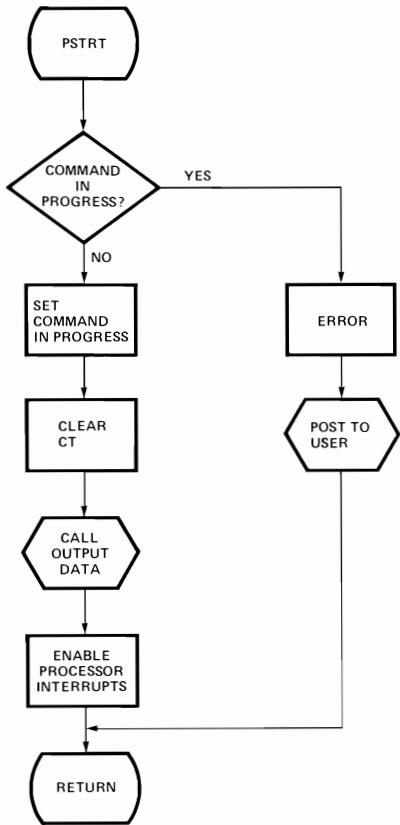 PSTRT
COMMAND
IN
PROGRESS?
YES
NO
SET
COMMAND
IN PROGRESS
ERROR
CLEAR
CT
POST TO
USER
CALL
OUTPUT
DATA
ENABLE
PROCESSOR
INTERRUPTS
RETURN